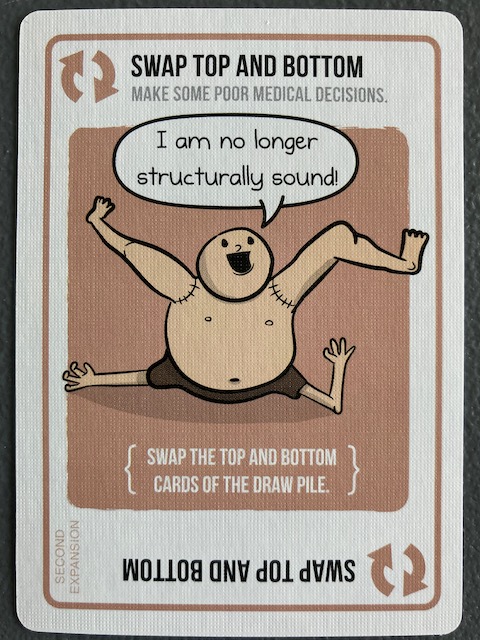 SWAP TOP AND BOTTOM
MAKE SOME POOR MEDICAL DECISIONS.
I am no longer
structurally sound!
SWAP THE TOP AND BOTTOM
CARDS OF THE DRAW PILE.
SECOND
EXPANSION
SWAP TOP AND BOTTOM